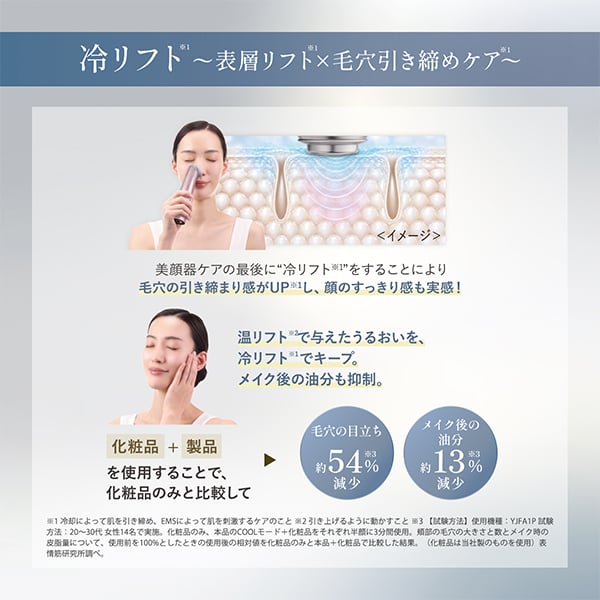 冷リフト※1 ～表層リフト※1×毛穴引き締めケア※1～
＜イメージ＞
美顔器ケアの最後に“冷リフト※1”をすることにより
毛穴の引き締まり感がUP※1し、顔のすっきり感も実感！
温リフト※2で与えたうるおいを、
冷リフト※1でキープ。
メイク後の油分も抑制。
化粧品＋製品
を使用することで、
化粧品のみと比較して
毛穴の目立ち
約54%※3
減少
メイク後の
油分
約13%※3
減少
※1 冷却によって肌を引き締め、EMSによって肌を刺激するケアのこと ※2 引き上げるように動かすこと ※3 【試験方法】使用機種：YJFA1P 試験
方法：20～30代 女性14名で実施。化粧品のみ、本品のCOOLモード＋化粧品をそれぞれ半顔に3分間使用。頬部の毛穴の大きさと数とメイク時の
皮脂量について、使用前を100%としたときの使用後の相対値を化粧品のみと本品＋化粧品で比較した結果。（化粧品は当社製のものを使用）表
情筋研究所調べ。